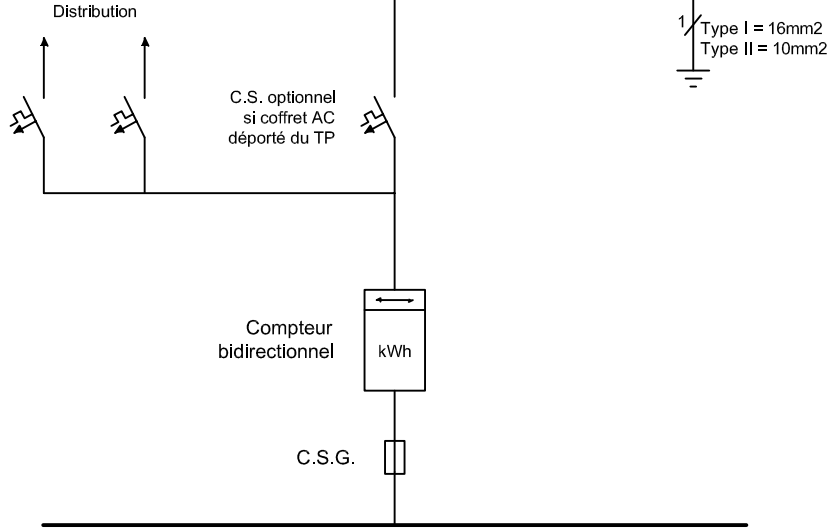 Distribution
1
Type I = 16mm2
Type II = 10mm2
C.S. optionnel
si coffret AC
déporté du TP
Compteur
bidirectionnel
kWh
C.S.G.